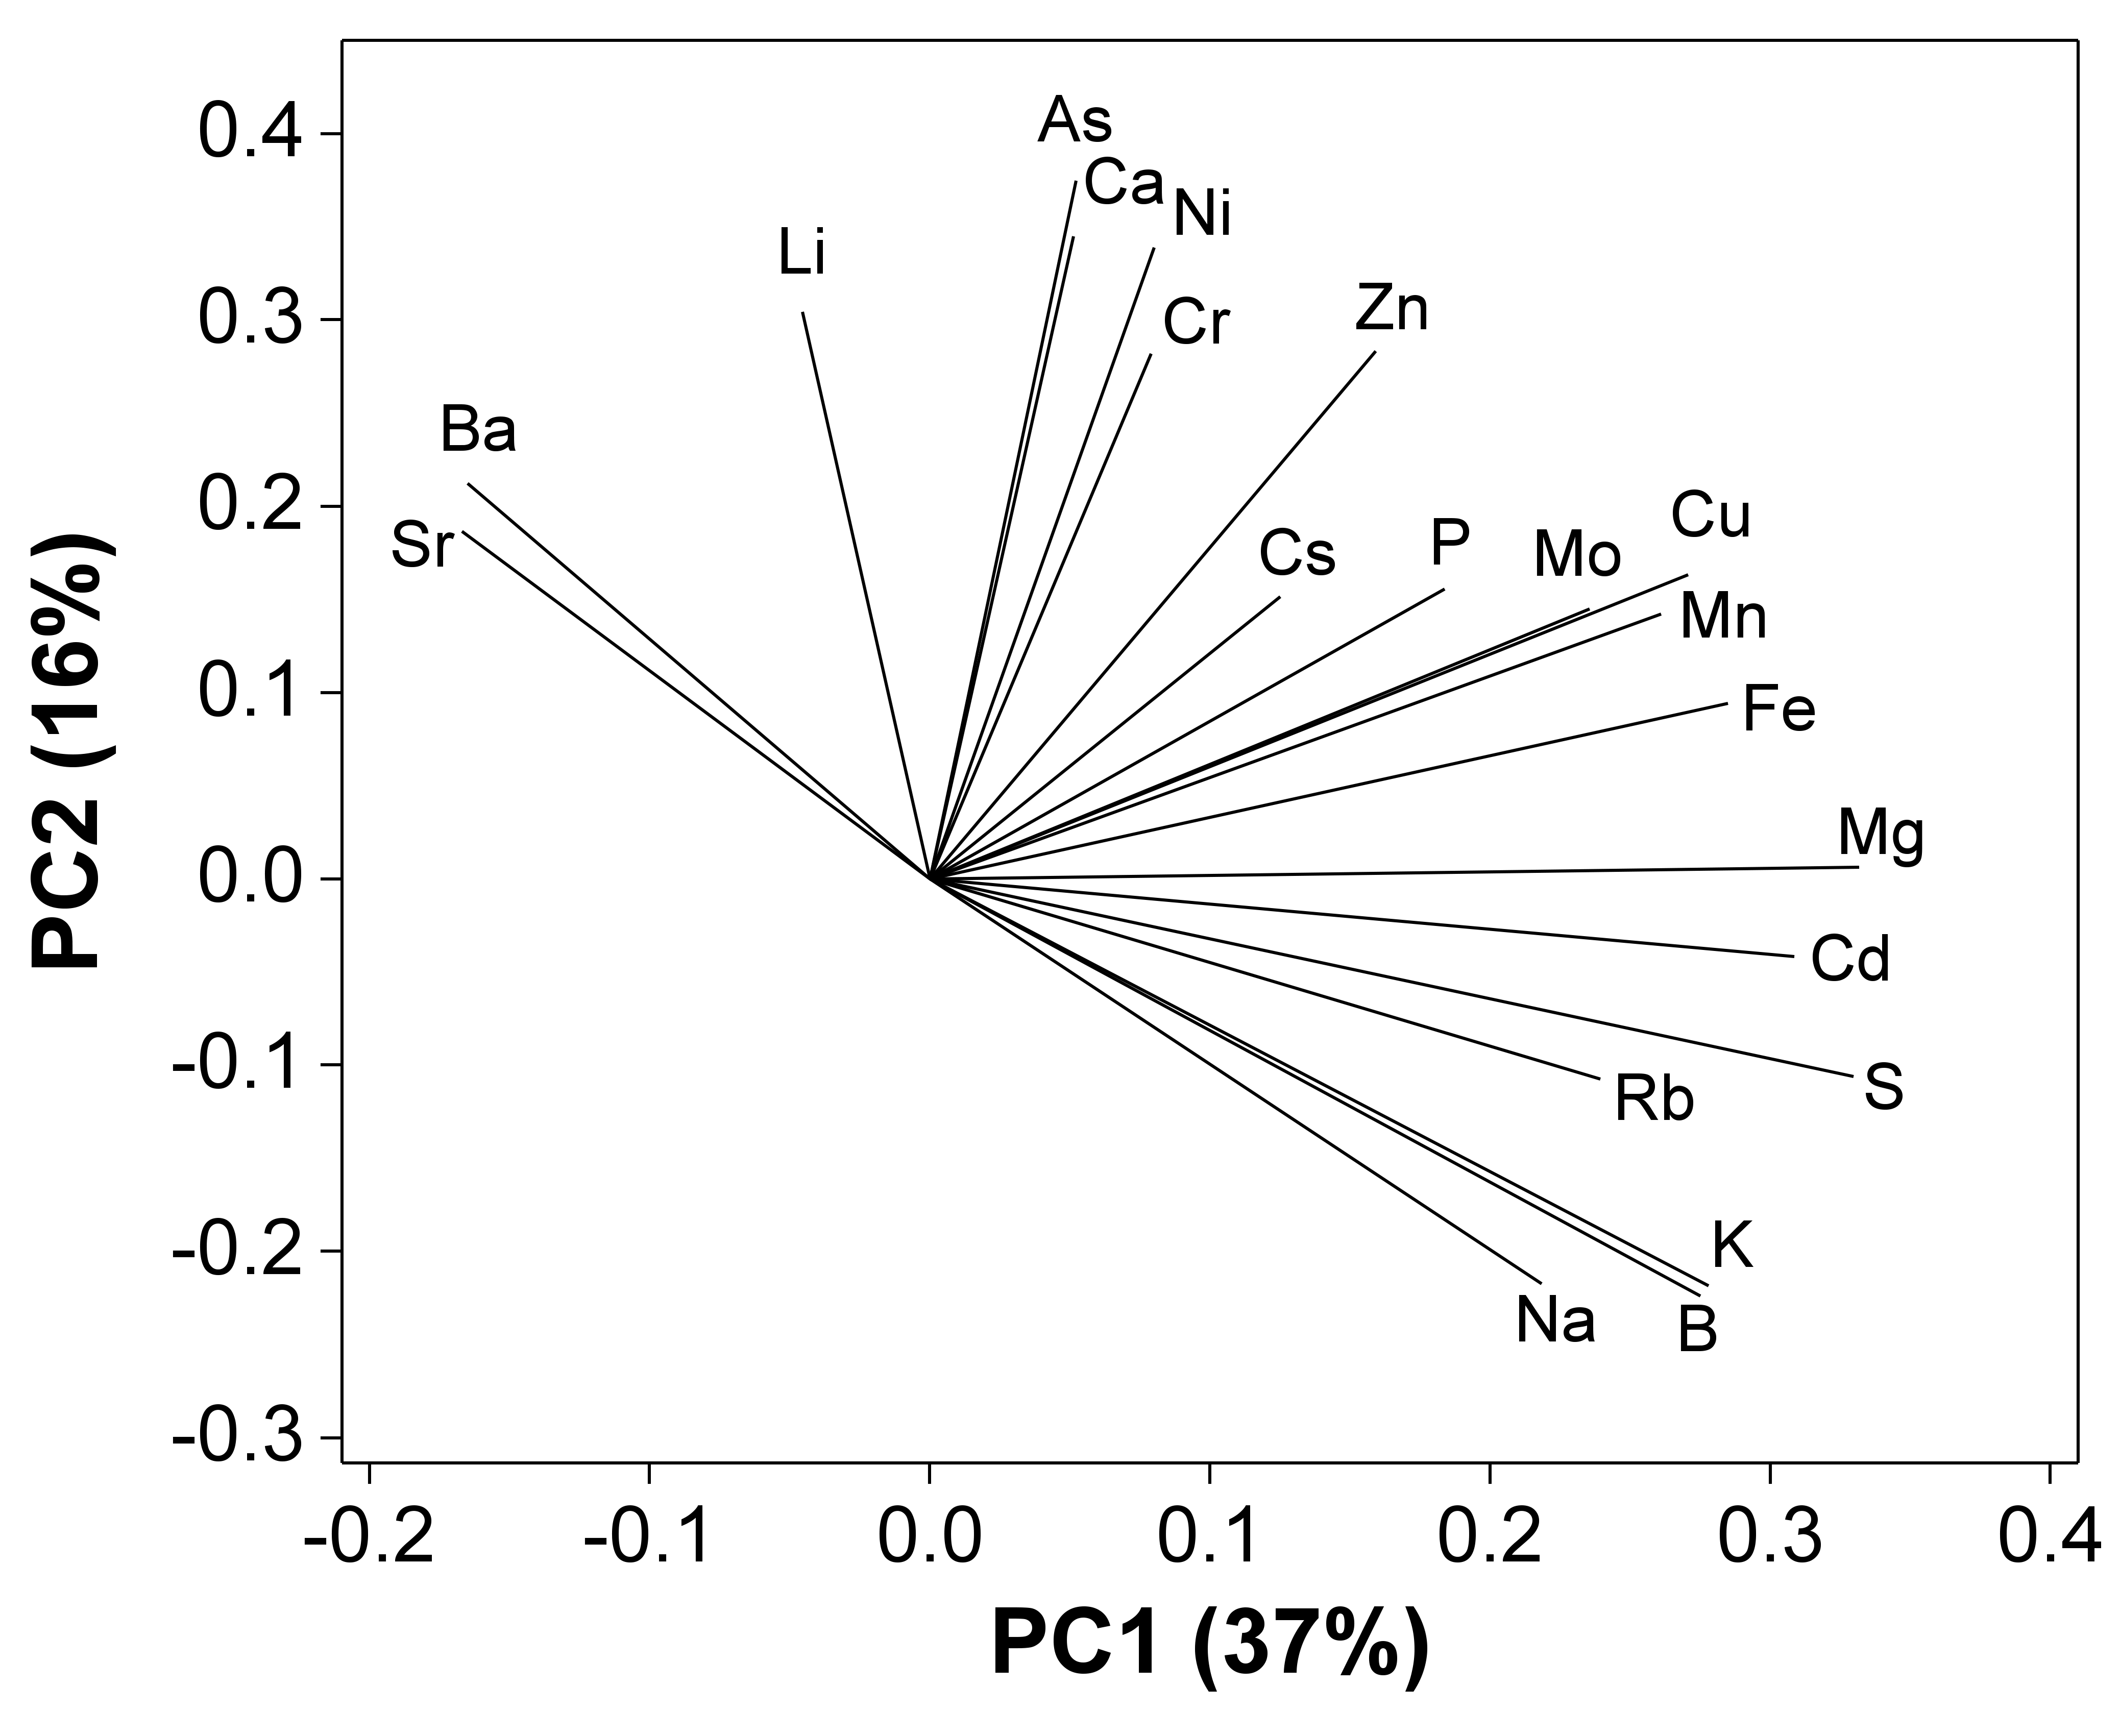 As
Ca
Ni
Li
Cr
Zn
Ba
Sr
Cs
P
Mo
Cu
Mn
Fe
Mg
Cd
S
Rb
K
Na
B
0.4
0.3
0.2
0.1
0.0
-0.1
-0.2
-0.3
PC2 (16%)
-0.2 -0.1 0.0 0.1 0.2 0.3 0.4
PC1 (37%)